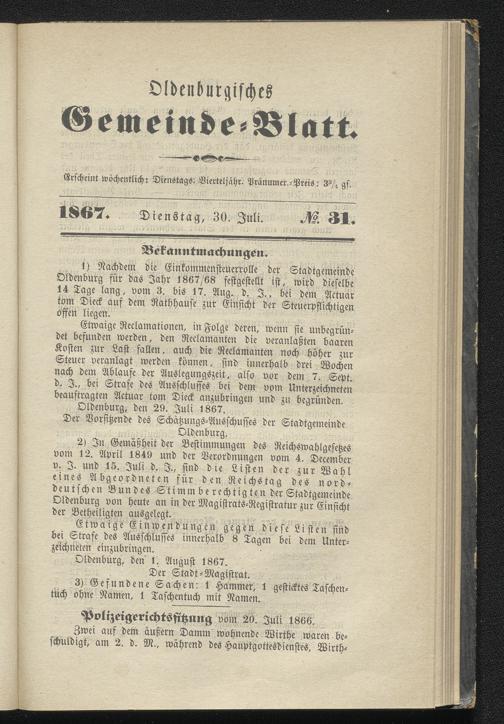 Oldenburgisches
Gemeinde-Blatt.
Erscheint wöchentlich: Dienstags. Vierteljähr. Pränumer.-Preis: 3¾ gs.
1867. Dienstag, 30. Juli. №. 31.
Bekanntmachungen.
1) Nachdem die Einkommensteuerrolle der Stadtgemeinde
Oldenburg für das Jahr 1867/68 festgestellt ist, wird dieselbe
14 Tage lang, vom 3. bis 17. Aug. d. J., bei dem Actuar
tom Dieck auf dem Rathhause zur Einsicht der Steuerpflichtigen
offen liegen.
Etwaige Reclamationen, in Folge deren, wenn sie unbegrün-
det befunden werden, den Reclamanten die veranlaßten baaren
Kosten zur Last fallen, auch die Reclamanten noch höher zur
Steuer veranlagt werden können, sind innerhalb drei Wochen
nach dem Ablaufe der Auslegungszeit, also vor dem 7. Sept.
d. J., bei Strafe des Ausschlusses bei dem vom Unterzeichneten
beauftragten Actuar tom Dieck anzubringen und zu begründen.
Oldenburg, den 29. Juli 1867.
Der Vorsitzende des Schätzungs-Ausschusses der Stadtgemeinde
Oldenburg.
2) In Gemäßheit der Bestimmungen des Reichswahlgesetzes
vom 12. April 1849 und der Verordnungen vom 4. December
v. J. und 15. Juli d. J., sind die Listen der zur Wahl
eines Abgeordneten für den Reichstag des nord-
deutschen Bundes Stimmberechtigten der Stadtgemeinde
Oldenburg von heute an in der Magistrats-Registratur zur Einsicht
der Betheiligten ausgelegt.
Etwaige Einwendungen gegen diese Listen sind
bei Strafe des Ausschlusses innerhalb 8 Tagen bei dem Unter-
zeichneten einzubringen.
Oldenburg, den 1. August 1867.
Der Stadt-Magistrat.
3) Gefundene Sachen: 1 Hammer, 1 gesticktes Taschen-
tuch ohne Namen, 1 Taschentuch mit Namen.
Polizeigerichtssitzung vom 20. Juli 1866.
Zwei auf dem äußern Damm wohnende Wirthe waren be-
schuldigt, am 2. d. M., während des Hauptgottesdienstes, Wirth-